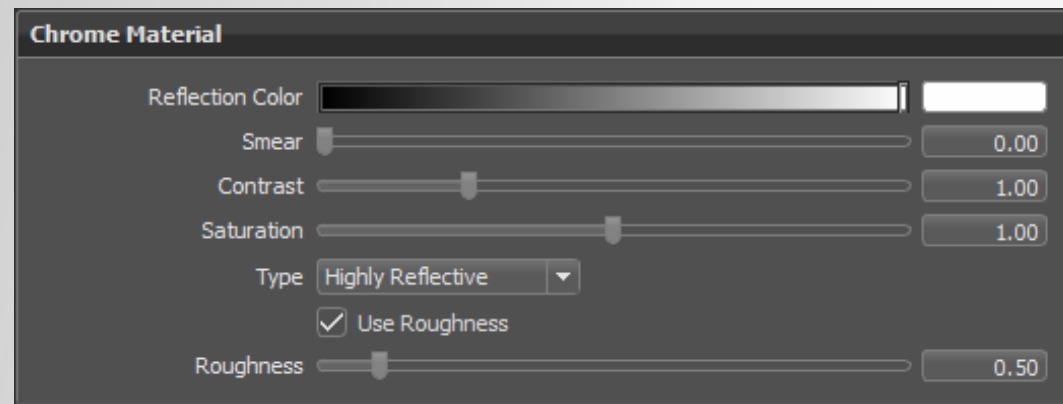 Chrome Material
Reflection Color
Smear 0.00
Contrast 1.00
Saturation 1.00
Type Highly Reflective
Use Roughness
Roughness 0.50